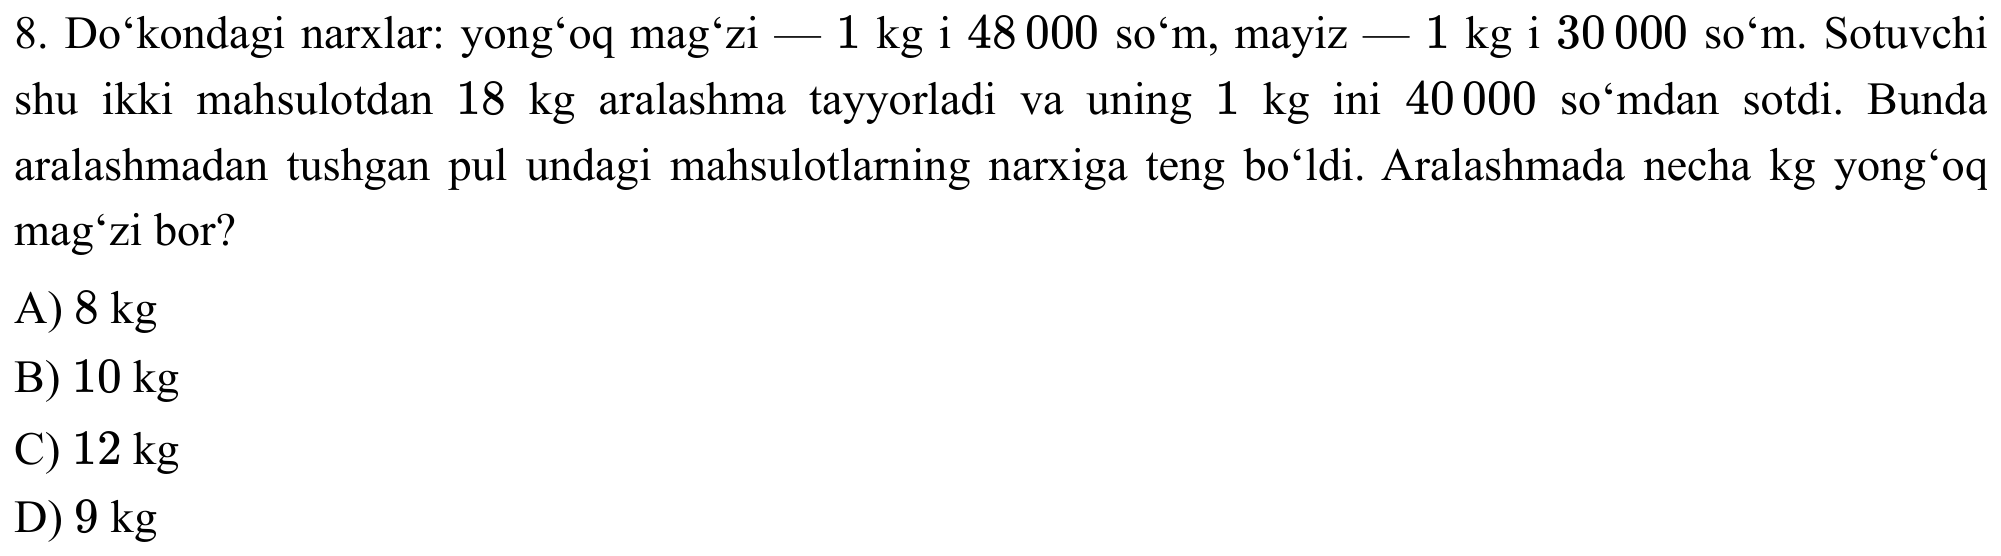 8. Do‘kondagi narxlar: yong‘oq mag‘zi — 1 kg i 48 000 so‘m, mayiz — 1 kg i 30 000 so‘m. Sotuvchi
shu ikki mahsulotdan 18 kg aralashma tayyorladi va uning 1 kg ini 40 000 so‘mdan sotdi. Bunda
aralashmadan tushgan pul undagi mahsulotlarning narxiga teng bo‘ldi. Aralashmada necha kg yong‘oq
mag‘zi bor?
A) 8 kg
B) 10 kg
C) 12 kg
D) 9 kg